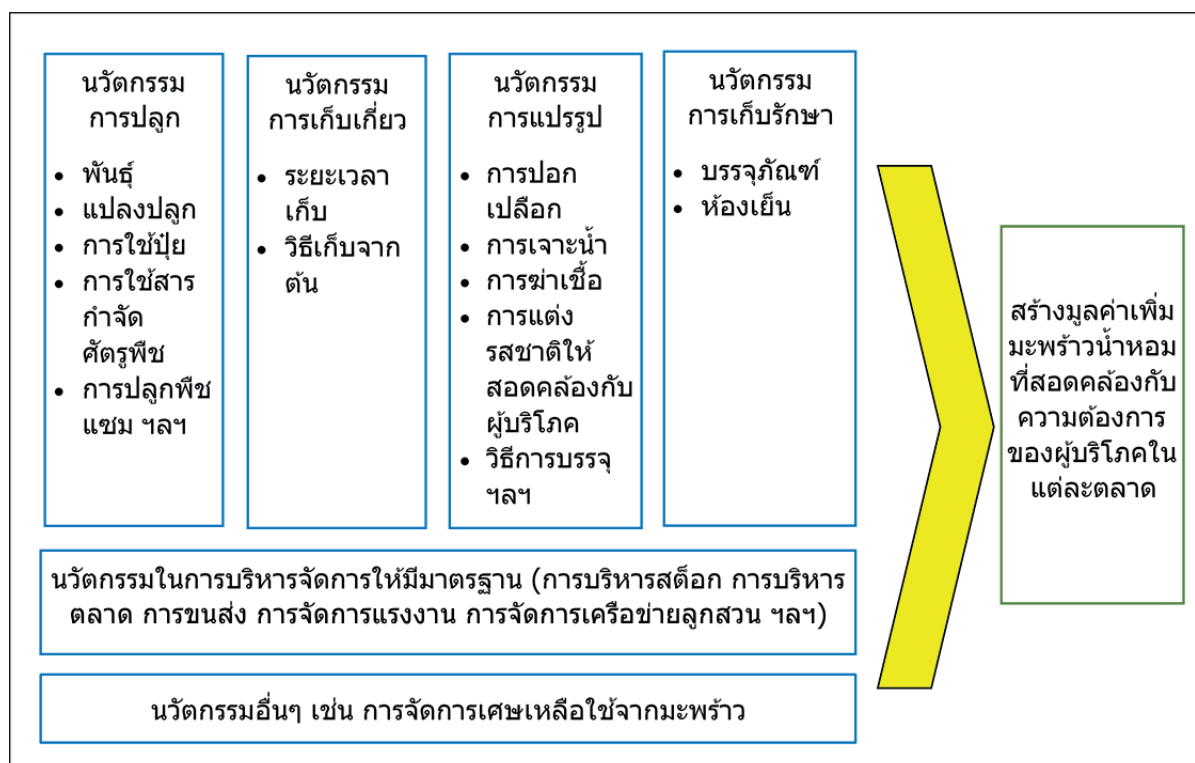 นวัตกรรม
การปลูก
• พันธุ์
• แปลงปลูก
• การใช้ปุ๋ย
• การใช้สาร
กำจัด
ศัตรูพืช
• การปลูกพืช
แซม ฯลฯ
นวัตกรรม
การเก็บเกี่ยว
• ระยะเวลา
เก็บ
• วิธีเก็บจาก
ต้น
นวัตกรรม
การแปรรูป
• การปอก
เปลือก
• การเจาะน้ำ
• การฆ่าเชื้อ
• การแต่ง
รสชาติให้
สอดคล้องกับ
ผู้บริโภค
• วิธีการบรรจุ
ฯลฯ
นวัตกรรม
การเก็บรักษา
• บรรจุภัณฑ์
• ห้องเย็น
นวัตกรรมในการบริหารจัดการให้มีมาตรฐาน (การบริหารสต็อก การบริหาร
ตลาด การขนส่ง การจัดการแรงงาน การจัดการเครือข่ายลูกสวน ฯลฯ)
นวัตกรรมอื่นๆ เช่น การจัดการเศษเหลือใช้จากมะพร้าว
สร้างมูลค่าเพิ่ม
มะพร้าวน้ำหอม
ที่สอดคล้องกับ
ความต้องการ
ของผู้บริโภคใน
แต่ละตลาด